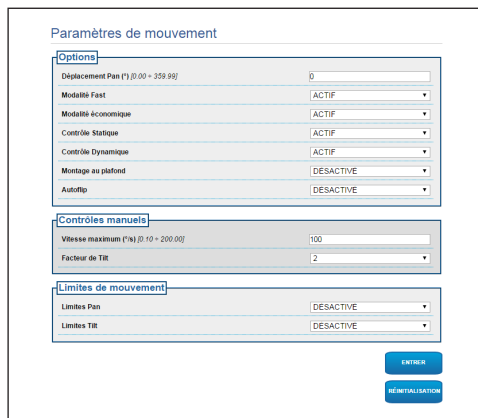 Paramètres de mouvement
Options
Déplacement Pan (°) [0.00 ÷ 359.99] 0
Modalité Fast ACTIF
Modalité économique ACTIF
Contrôle Statique ACTIF
Contrôle Dynamique ACTIF
Montage au plafond DESACTIVE
Autoflip DESACTIVE
Contrôles manuels
Vitesse maximum (°/s) [0.10 ÷ 200.00] 100
Facteur de Tilt 2
Limites de mouvement
Limites Pan DESACTIVE
Limites Tilt DESACTIVE
ENTRER
RÉINITIALISATION